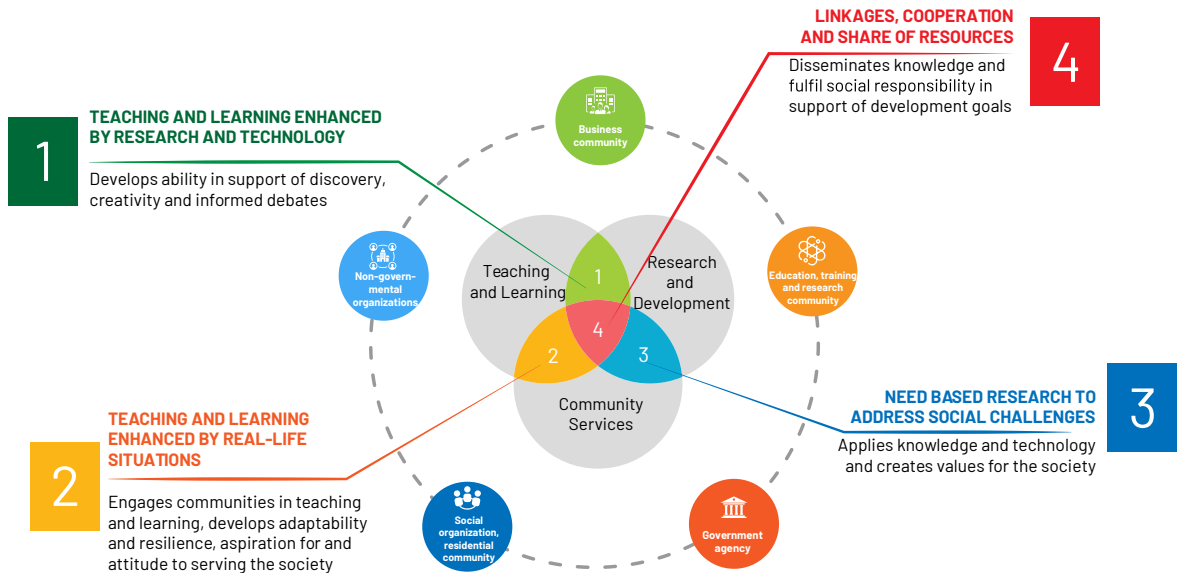 LINKAGES, COOPERATION
AND SHARE OF RESOURCES
4
Disseminates knowledge and
fulfil social responsibility in
support of development goals
1
TEACHING AND LEARNING ENHANCED
BY RESEARCH AND TECHNOLOGY
Develops ability in support of discovery,
creativity and informed debates
Business
community
Non-govern-
mental
organizations
Education, training
and research
community
Teaching
and Learning
1
Research
and
Development
4
2
3
Community
Services
NEED BASED RESEARCH TO
ADDRESS SOCIAL CHALLENGES
3
Applies knowledge and technology
and creates values for the society
2
TEACHING AND LEARNING
ENHANCED BY REAL-LIFE
SITUATIONS
Engages communities in teaching
and learning, develops adaptability
and resilience, aspiration for and
attitude to serving the society
Social
organization,
residential
community
Government
agency